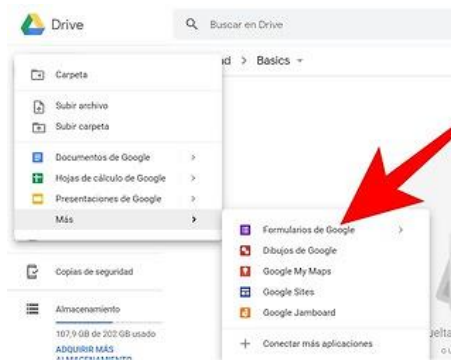 Drive
Buscar en Drive
Basics
Carpeta
Subir archivo
Subir carpeta
Documentos de Google
Hojas de cálculo de Google
Presentaciones de Google
Más
Formularios de Google
Dibujos de Google
Google My Maps
Google Sites
Google Jamboard
Conectar más aplicaciones
Copias de seguridad
Almacenamiento
107,9 GB de 202 GB usado
ADQUIRIR MÁS
ALMACENAMIENTO